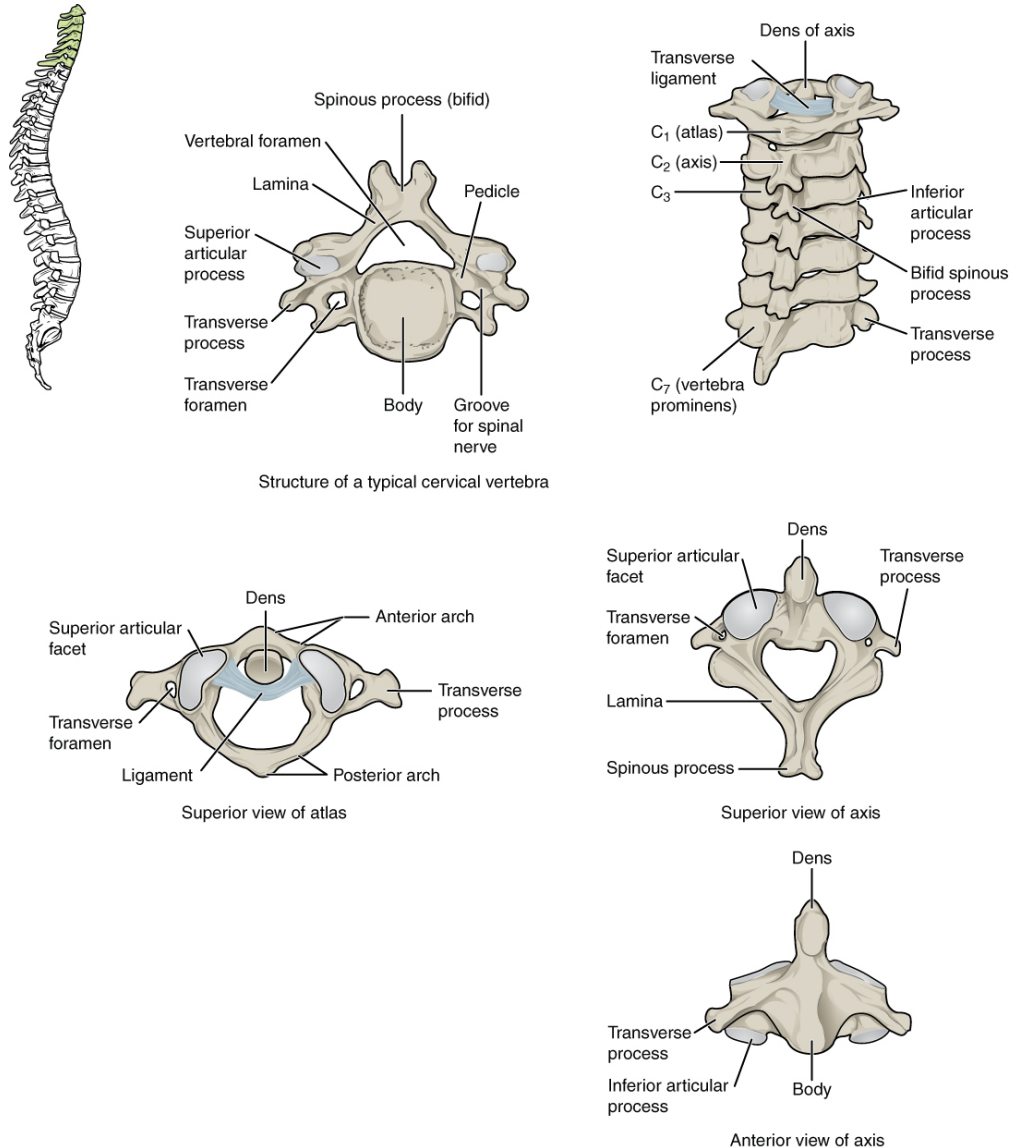 Spinous process (bifid)
Vertebral foramen
Lamina
Pedicle
Superior
articular
process
Transverse
process
Transverse
foramen
Body
Groove
for spinal
nerve
Structure of a typical cervical vertebra
Dens of axis
Transverse
ligament
C₁ (atlas)
C₂ (axis)
C₃
Inferior
articular
process
Bifid spinous
process
Transverse
process
C₇ (vertebra
prominens)
Dens
Anterior arch
Superior articular
facet
Transverse
process
Transverse
foramen
Ligament
Posterior arch
Superior view of atlas
Dens
Superior articular
facet
Transverse
process
Transverse
foramen
Lamina
Spinous process
Superior view of axis
Dens
Transverse
process
Inferior articular
process
Body
Anterior view of axis